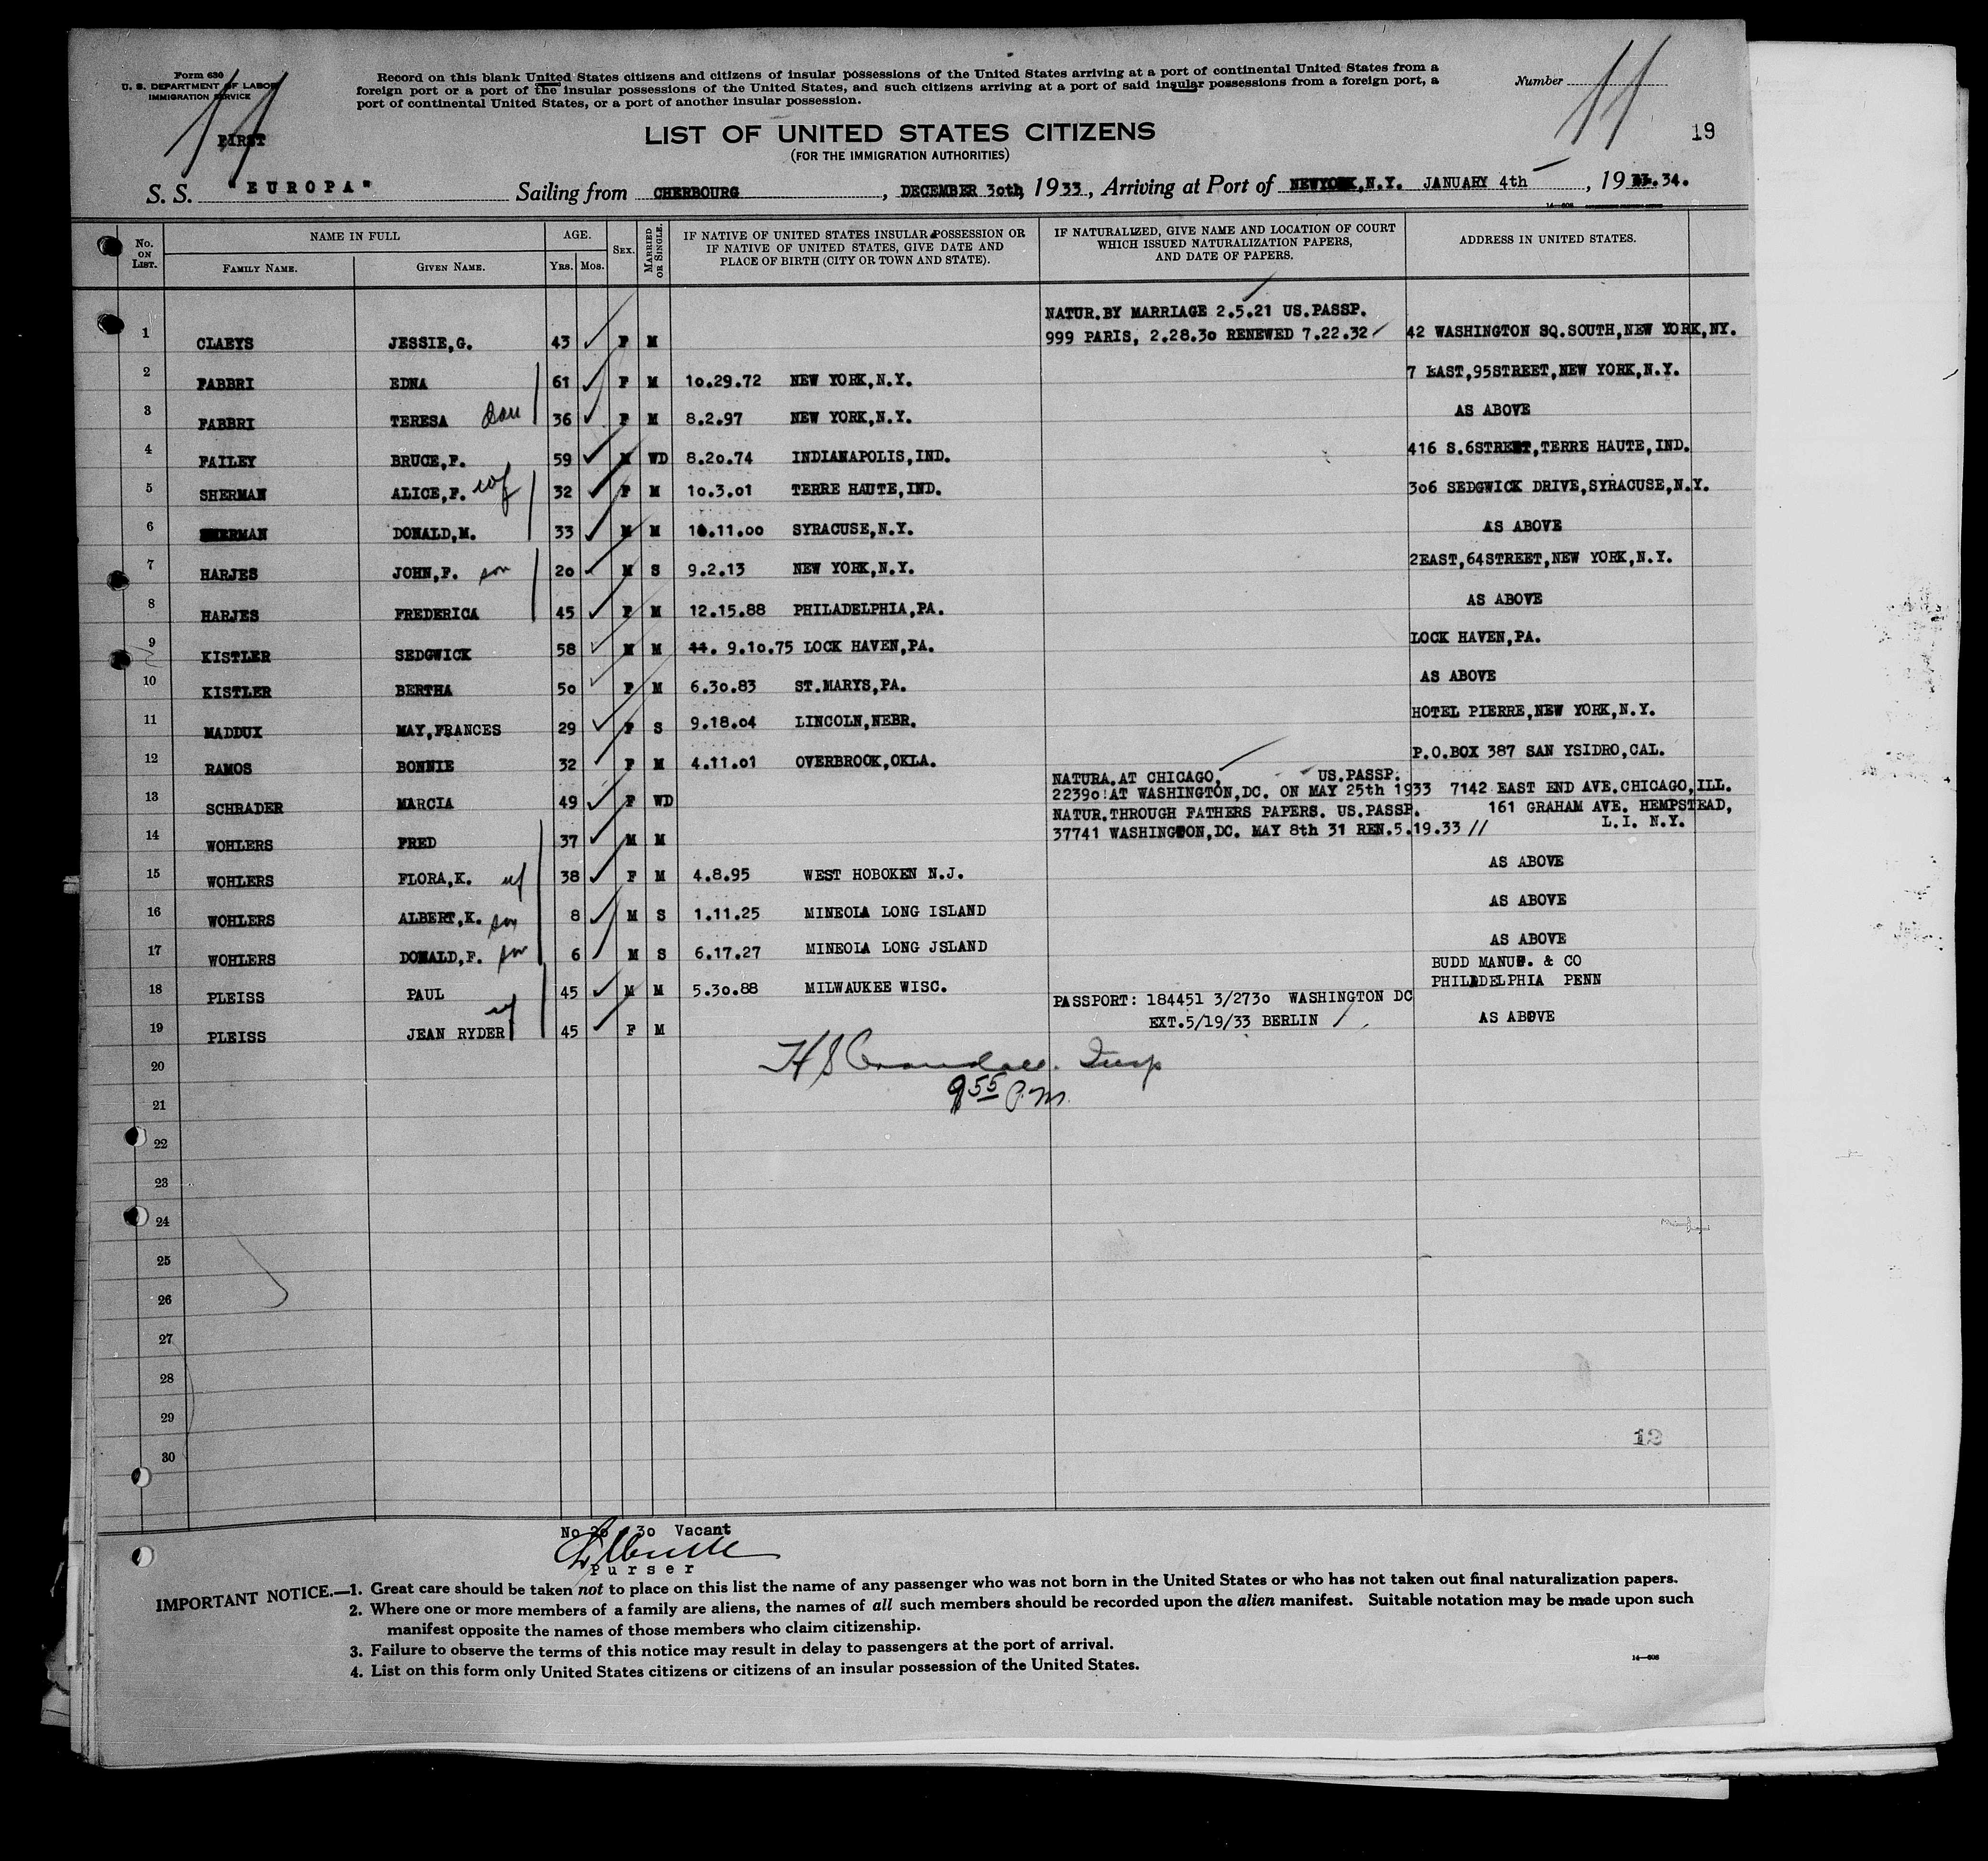 Form 630
U. S. DEPARTMENT OF LABOR
IMMIGRATION SERVICE
FIRST
11
Record on this blank United States citizens and citizens of insular possessions of the United States arriving at a port of continental United States from a
foreign port or a port of the insular possessions of the United States, and such citizens arriving at a port of said insular possessions from a foreign port, a
port of continental United States, or a port of another insular possession.
Number 11
19
LIST OF UNITED STATES CITIZENS
(FOR THE IMMIGRATION AUTHORITIES)
S. S. "EUROPA" Sailing from CHERBOURG, DECEMBER 30th, 1933, Arriving at Port of NEWYORK,N.Y. JANUARY 4th, 19 34.
14—608
No. ON LIST. NAME IN FULL FAMILY NAME. GIVEN NAME. AGE. YRS. MOS. SEX. MARRIED OR SINGLE. IF NATIVE OF UNITED STATES INSULAR POSSESSION OR IF NATIVE OF UNITED STATES, GIVE DATE AND PLACE OF BIRTH (CITY OR TOWN AND STATE). IF NATURALIZED, GIVE NAME AND LOCATION OF COURT WHICH ISSUED NATURALIZATION PAPERS, AND DATE OF PAPERS. ADDRESS IN UNITED STATES.
NATUR.BY MARRIAGE 2.5.21 US.PASSP.
1 CLAEYS JESSIE,G. 43 F M 999 PARIS, 2.28.30 RENEWED 7.22.32 42 WASHINGTON SQ.SOUTH,NEW YORK,NY.
2 FABBRI EDNA 61 F M 10.29.72 NEW YORK,N.Y. 7 EAST,95STREET,NEW YORK,N.Y.
3 FABBRI TERESA dau 36 F M 8.2.97 NEW YORK,N.Y. AS ABOVE
4 FAILEY BRUCE,F. 59 M WD 8.20.74 INDIANAPOLIS,IND. 416 S.6STREET,TERRE HAUTE,IND.
5 SHERMAN ALICE,F. wf 32 F M 10.3.01 TERRE HAUTE,IND. 306 SEDGWICK DRIVE,SYRACUSE,N.Y.
6 SHERMAN DONALD,M. 33 M M 10.11.00 SYRACUSE,N.Y. AS ABOVE
7 HARJES JOHN,F. son 20 M S 9.2.13 NEW YORK,N.Y. 2EAST,64STREET,NEW YORK,N.Y.
8 HARJES FREDERICA 45 F M 12.15.88 PHILADELPHIA,PA. AS ABOVE
9 KISTLER SEDGWICK 58 M M 9.10.75 LOCK HAVEN,PA. LOCK HAVEN,PA.
10 KISTLER BERTHA 50 F M 6.30.83 ST.MARYS,PA. AS ABOVE
11 MADDUX MAY,FRANCES 29 F S 9.18.04 LINCOLN,NEBR. HOTEL PIERRE,NEW YORK,N.Y.
12 RAMOS BONNIE 32 F M 4.11.01 OVERBROOK,OKLA. P.O.BOX 387 SAN YSIDRO,CAL.
NATURA.AT CHICAGO, US.PASSP.
13 SCHRADER MARCIA 49 F WD 22390!AT WASHINGTON,DC. ON MAY 25th 1933 7142 EAST END AVE.CHICAGO,ILL.
NATUR.THROUGH FATHERS PAPERS. US.PASSP. 161 GRAHAM AVE. HEMPSTEAD,
14 WOHLERS FRED 37 M M 37741 WASHINGTON,DC. MAY 8th 31 REN.5.19.33 // L.I. N.Y.
15 WOHLERS FLORA,K. wf 38 F M 4.8.95 WEST HOBOKEN N.J. AS ABOVE
16 WOHLERS ALBERT,K. son 8 M S 1.11.25 MINEOLA LONG ISLAND AS ABOVE
17 WOHLERS DONALD,F. son 6 M S 6.17.27 MINEOLA LONG JSLAND AS ABOVE
BUDD MANUF. & CO
18 PLEISS PAUL 45 M M 5.30.88 MILWAUKEE WISC. PHILADELPHIA PENN
PASSPORT: 184451 3/2730 WASHINGTON DC
19 PLEISS JEAN RYDER wf 45 F M EXT.5/19/33 BERLIN AS ABOVE
20 H S Crandall. Insp
21 9 55 P.M.
22
23
24
25
26
27
28
29
30
12
No 20 / 30 Vacant
Purser
IMPORTANT NOTICE.—1. Great care should be taken not to place on this list the name of any passenger who was not born in the United States or who has not taken out final naturalization papers.
2. Where one or more members of a family are aliens, the names of all such members should be recorded upon the alien manifest. Suitable notation may be made upon such
manifest opposite the names of those members who claim citizenship.
3. Failure to observe the terms of this notice may result in delay to passengers at the port of arrival.
4. List on this form only United States citizens or citizens of an insular possession of the United States.
14—608